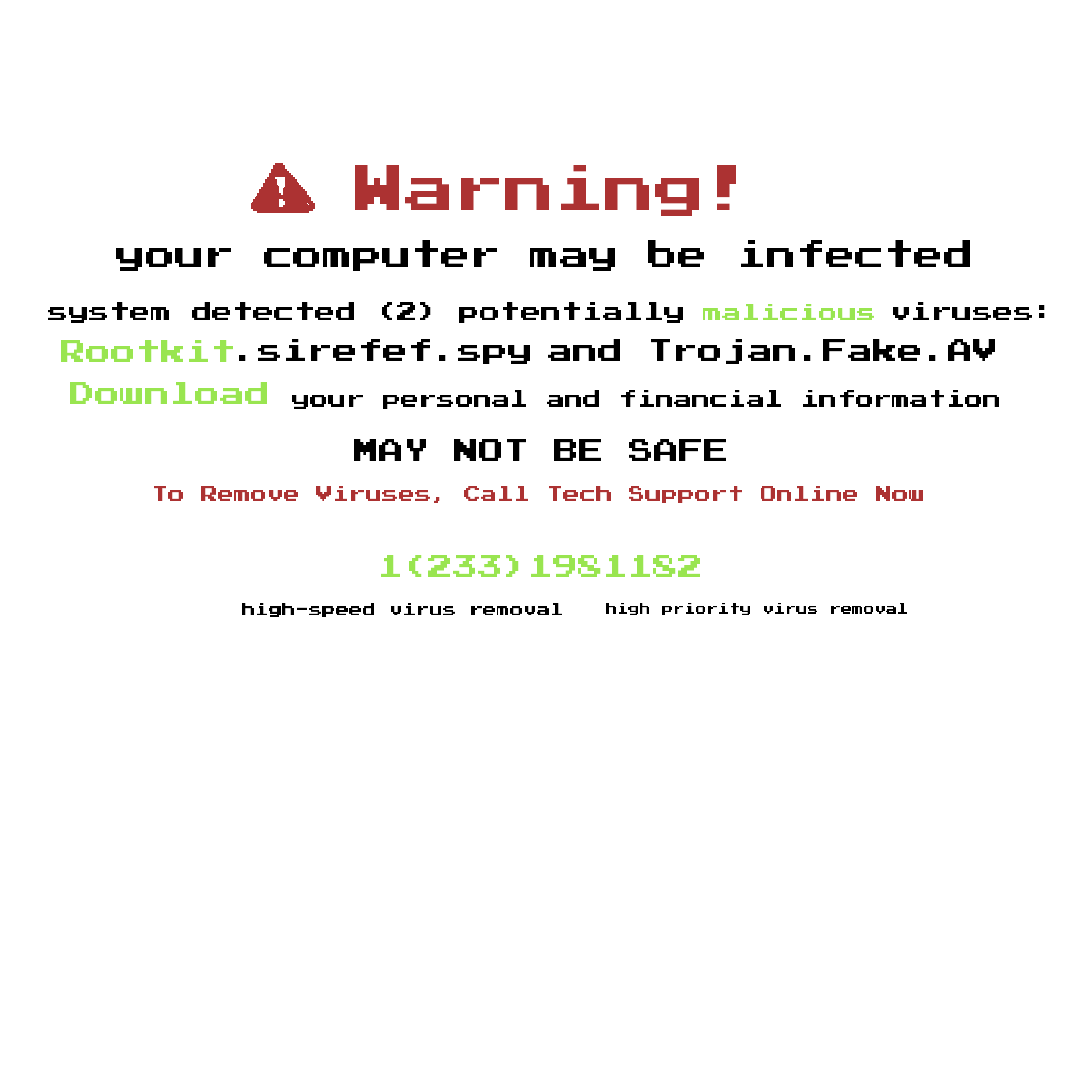 Warning!
your computer may be infected
system detected (2) potentially malicious viruses:
Rootkit.sirefef.spy and Trojan.Fake.AV
Download your personal and financial information
MAY NOT BE SAFE
To Remove Viruses, Call Tech Support Online Now
1(233)1981182
high-speed virus removal high priority virus removal